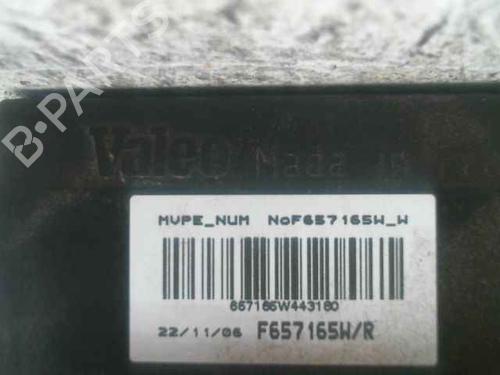 B-PARTS
Valeo Made in
MVPE_NUM NoF657165W_W
657165W443180
22/11/06 F657165W/R